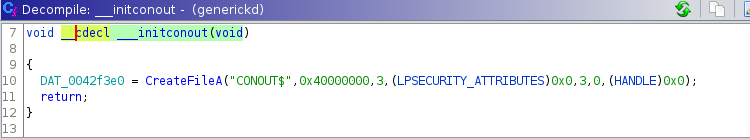 Decompile: ___initconout - (generickd)
7 void __cdecl ___initconout(void)
8
9 {
10 DAT_0042f3e0 = CreateFileA("CONOUT$",0x40000000,3,(LPSECURITY_ATTRIBUTES)0x0,3,0,(HANDLE)0x0);
11 return;
12 }
13